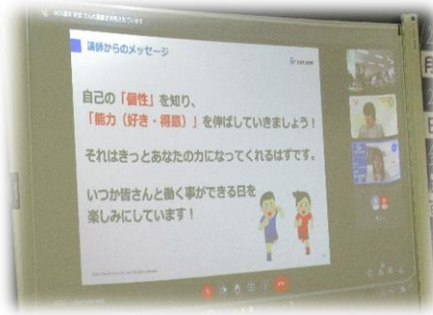 講師からのメッセージ
自己の「個性」を知り、
「能力（好き・得意）」を伸ばしていきましょう！
それはきっとあなたの力になってくれるはずです。
いつか皆さんと働く事ができる日を
楽しみにしています！
月